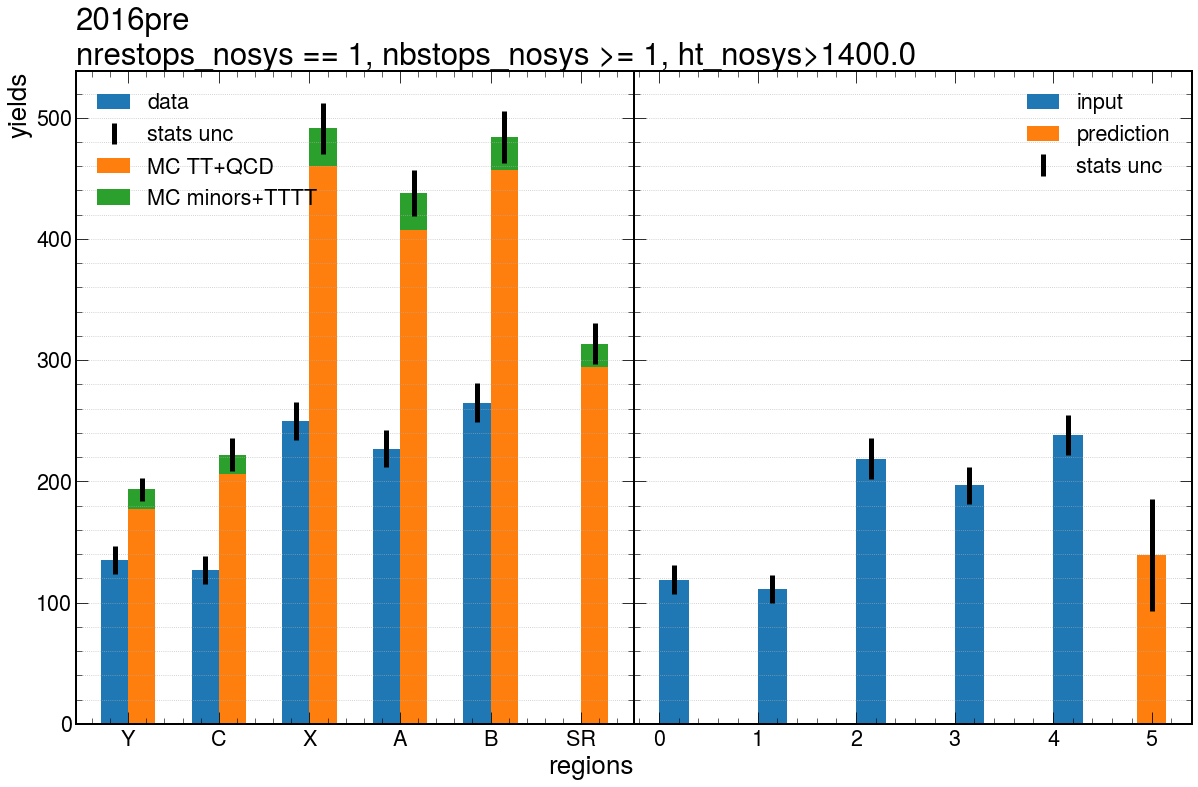 2016pre
nrestops_nosys == 1, nbstops_nosys >= 1, ht_nosys>1400.0
yields
500
400
300
200
100
0
data
stats unc
MC TT+QCD
MC minors+TTTT
input
prediction
stats unc
Y C X A B SR 0 1 2 3 4 5
regions